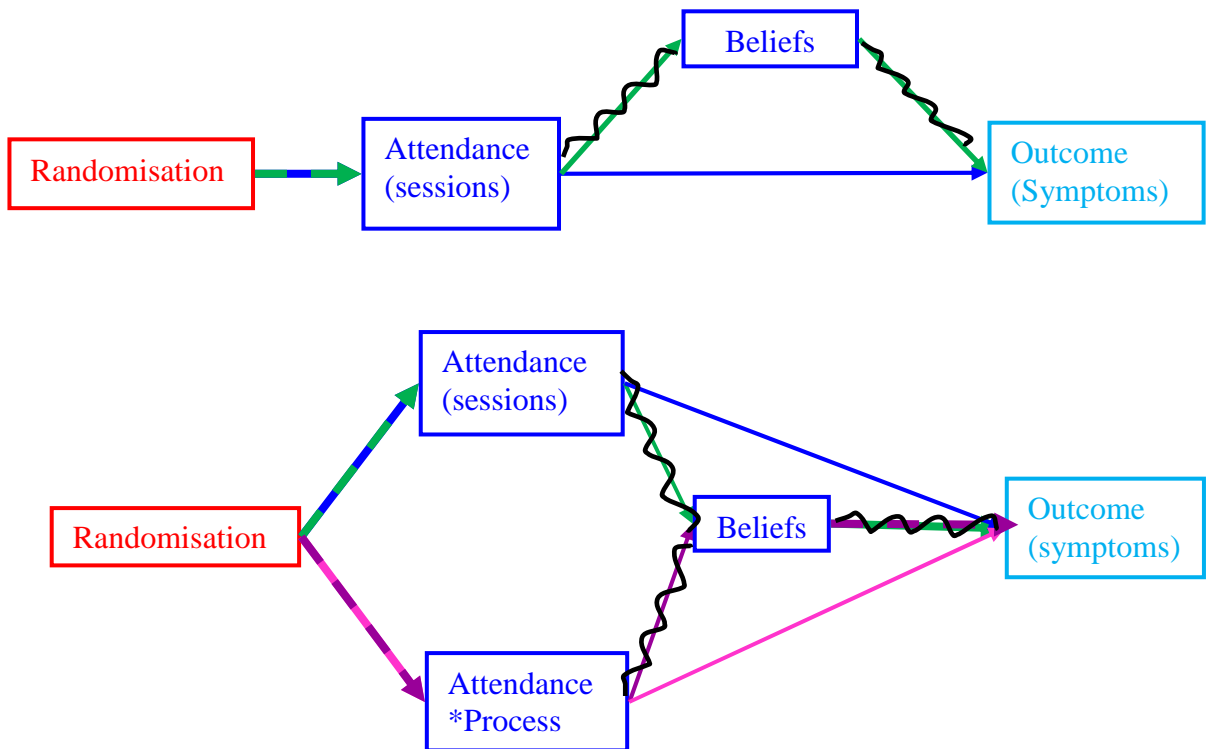 Beliefs
Randomisation
Attendance
(sessions)
Outcome
(Symptoms)
Attendance
(sessions)
Randomisation
Beliefs
Outcome
(symptoms)
Attendance
*Process